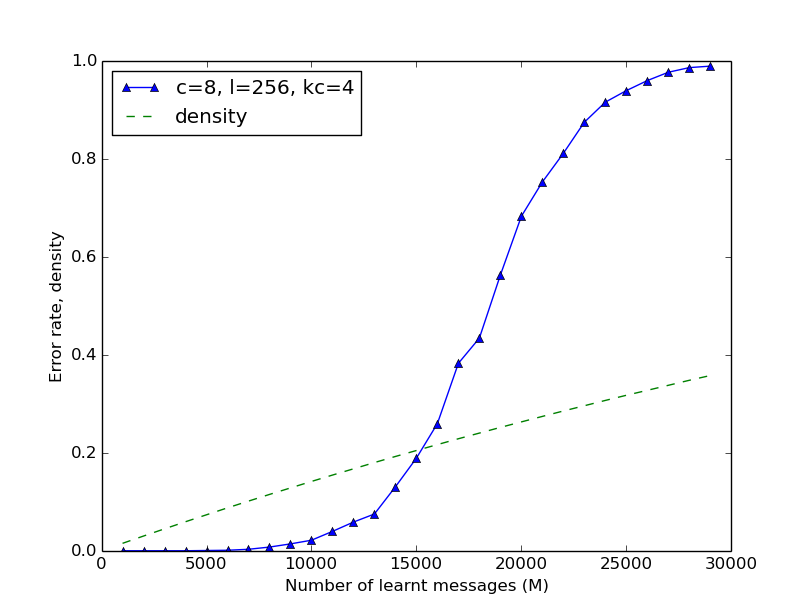 c=8, l=256, kc=4
density
1.0
0.8
0.6
0.4
0.2
0.0
Error rate, density
0 5000 10000 15000 20000 25000 30000
Number of learnt messages (M)